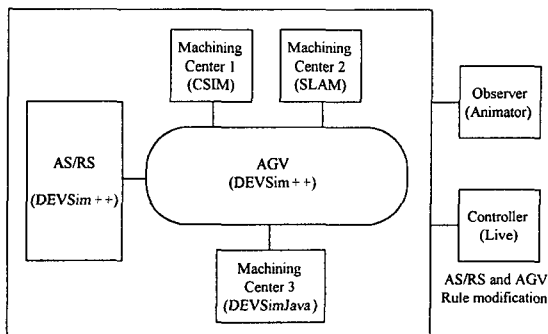 Machining
Center 1
(CSIM)
Machining
Center 2
(SLAM)
Observer
(Animator)
AS/RS
(DEVSim++)
AGV
(DEVSim++)
Controller
(Live)
Machining
Center 3
(DEVSimJava)
AS/RS and AGV
Rule modification